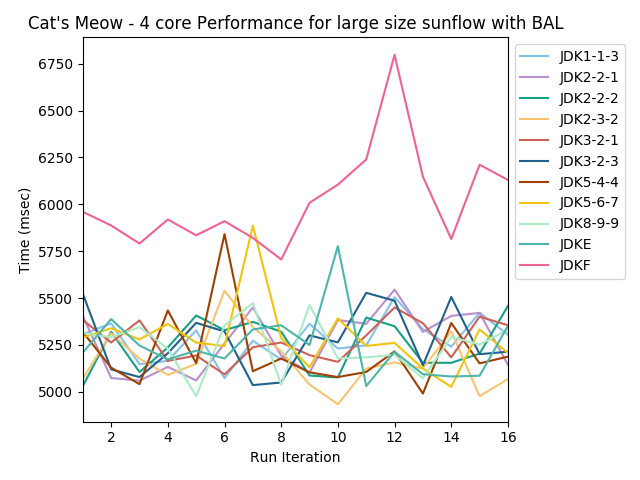 Cat's Meow - 4 core Performance for large size sunflow with BAL
Time (msec)
6750
6500
6250
6000
5750
5500
5250
5000
2 4 6 8 10 12 14 16
Run Iteration
JDK1-1-3
JDK2-2-1
JDK2-2-2
JDK2-3-2
JDK3-2-1
JDK3-2-3
JDK5-4-4
JDK5-6-7
JDK8-9-9
JDKE
JDKF